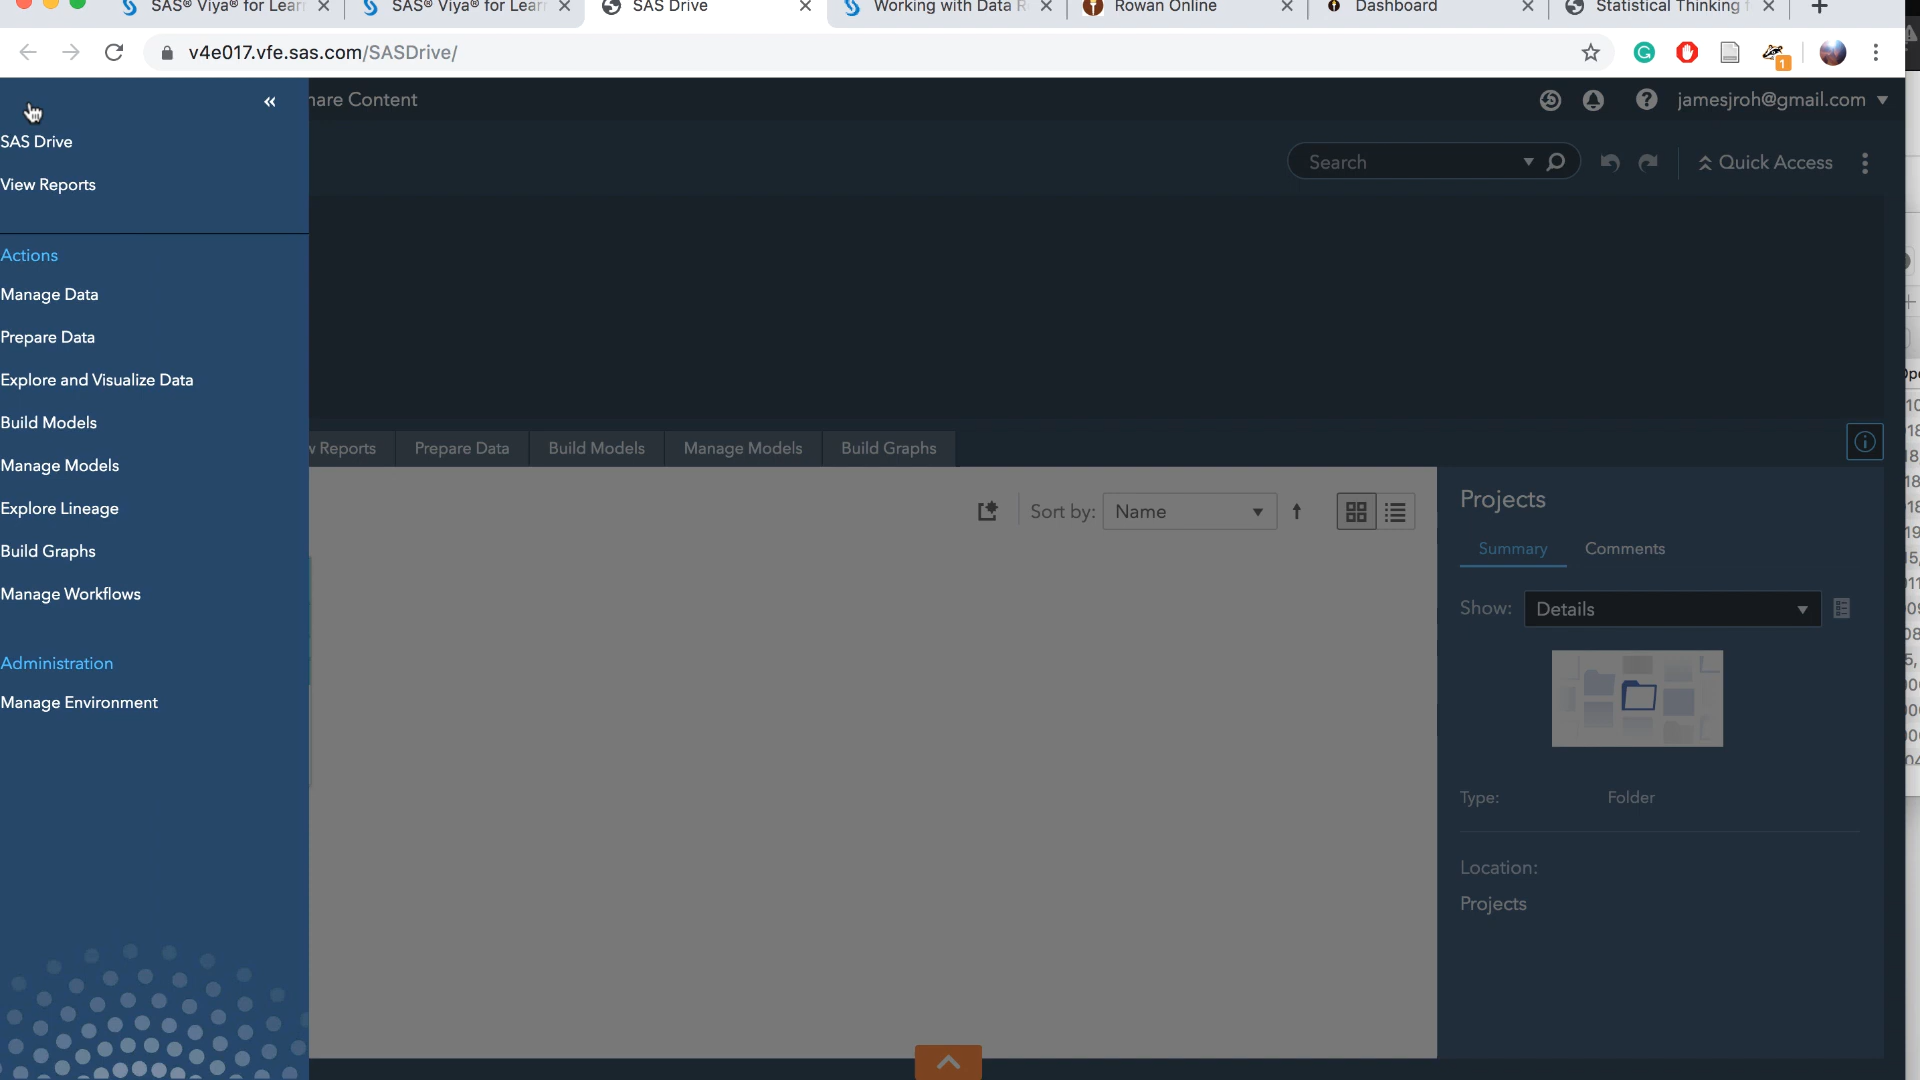 SAS® Viya® for Lear
SAS® Viya® for Lear
SAS Drive
Working with Data R
Rowan Online
Dashboard
Statistical Thinking
v4e017.vfe.sas.com/SASDrive/
1
hare Content
jamesjroh@gmail.com
SAS Drive
View Reports
Search
Quick Access
Actions
Manage Data
Prepare Data
Explore and Visualize Data
Build Models
Manage Models
Explore Lineage
Build Graphs
Manage Workflows
Administration
Manage Environment
w Reports
Prepare Data
Build Models
Manage Models
Build Graphs
Sort by:
Name
Projects
Summary
Comments
Show:
Details
Type:
Folder
Location:
Projects